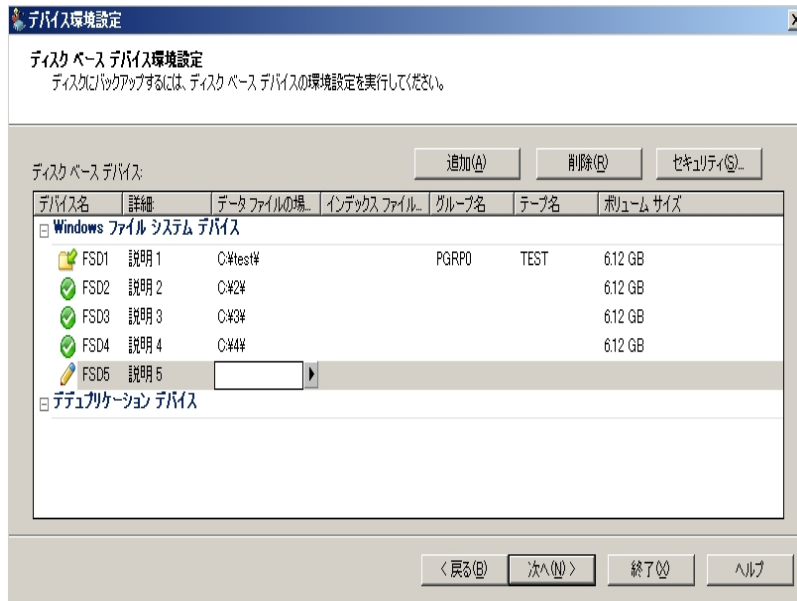 デバイス環境設定
ディスク ベース デバイス環境設定
ディスクにバックアップするには、ディスク ベース デバイスの環境設定を実行してください。
ディスク ベース デバイス: 追加(A) 削除(R) セキュリティ(S)...
デバイス名 詳細: データ ファイルの場... インデックス ファイル... グループ名 テープ名 ボリューム サイズ
Windows ファイル システム デバイス
FSD1 説明 1 C:¥test¥ PGRP0 TEST 6.12 GB
FSD2 説明 2 C:¥2¥ 6.12 GB
FSD3 説明 3 C:¥3¥ 6.12 GB
FSD4 説明 4 C:¥4¥ 6.12 GB
FSD5 説明 5
デデュプリケーション デバイス
< 戻る(B) 次へ(N) > 終了(X) ヘルプ